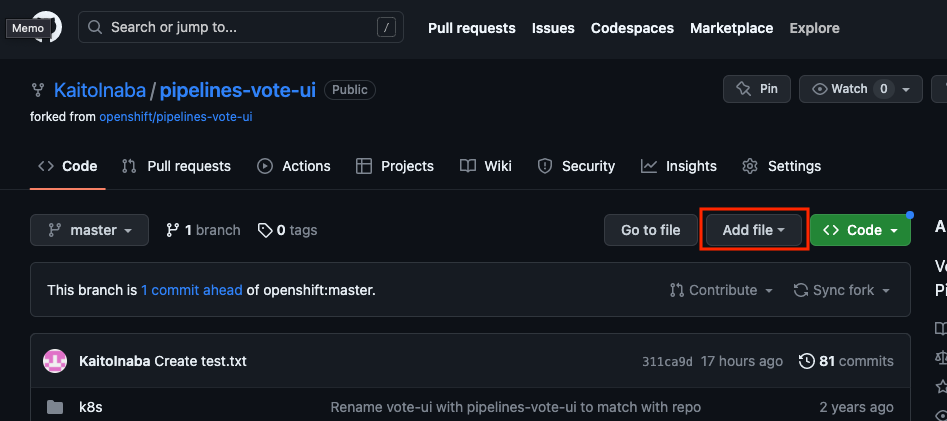 Memo
Search or jump to... /
Pull requests Issues Codespaces Marketplace Explore
KaitoInaba / pipelines-vote-ui Public
Pin Watch 0
forked from openshift/pipelines-vote-ui
Code Pull requests Actions Projects Wiki Security Insights Settings
master 1 branch 0 tags Go to file Add file Code
This branch is 1 commit ahead of openshift:master. Contribute Sync fork
KaitoInaba Create test.txt 311ca9d 17 hours ago 81 commits
k8s Rename vote-ui with pipelines-vote-ui to match with repo 2 years ago